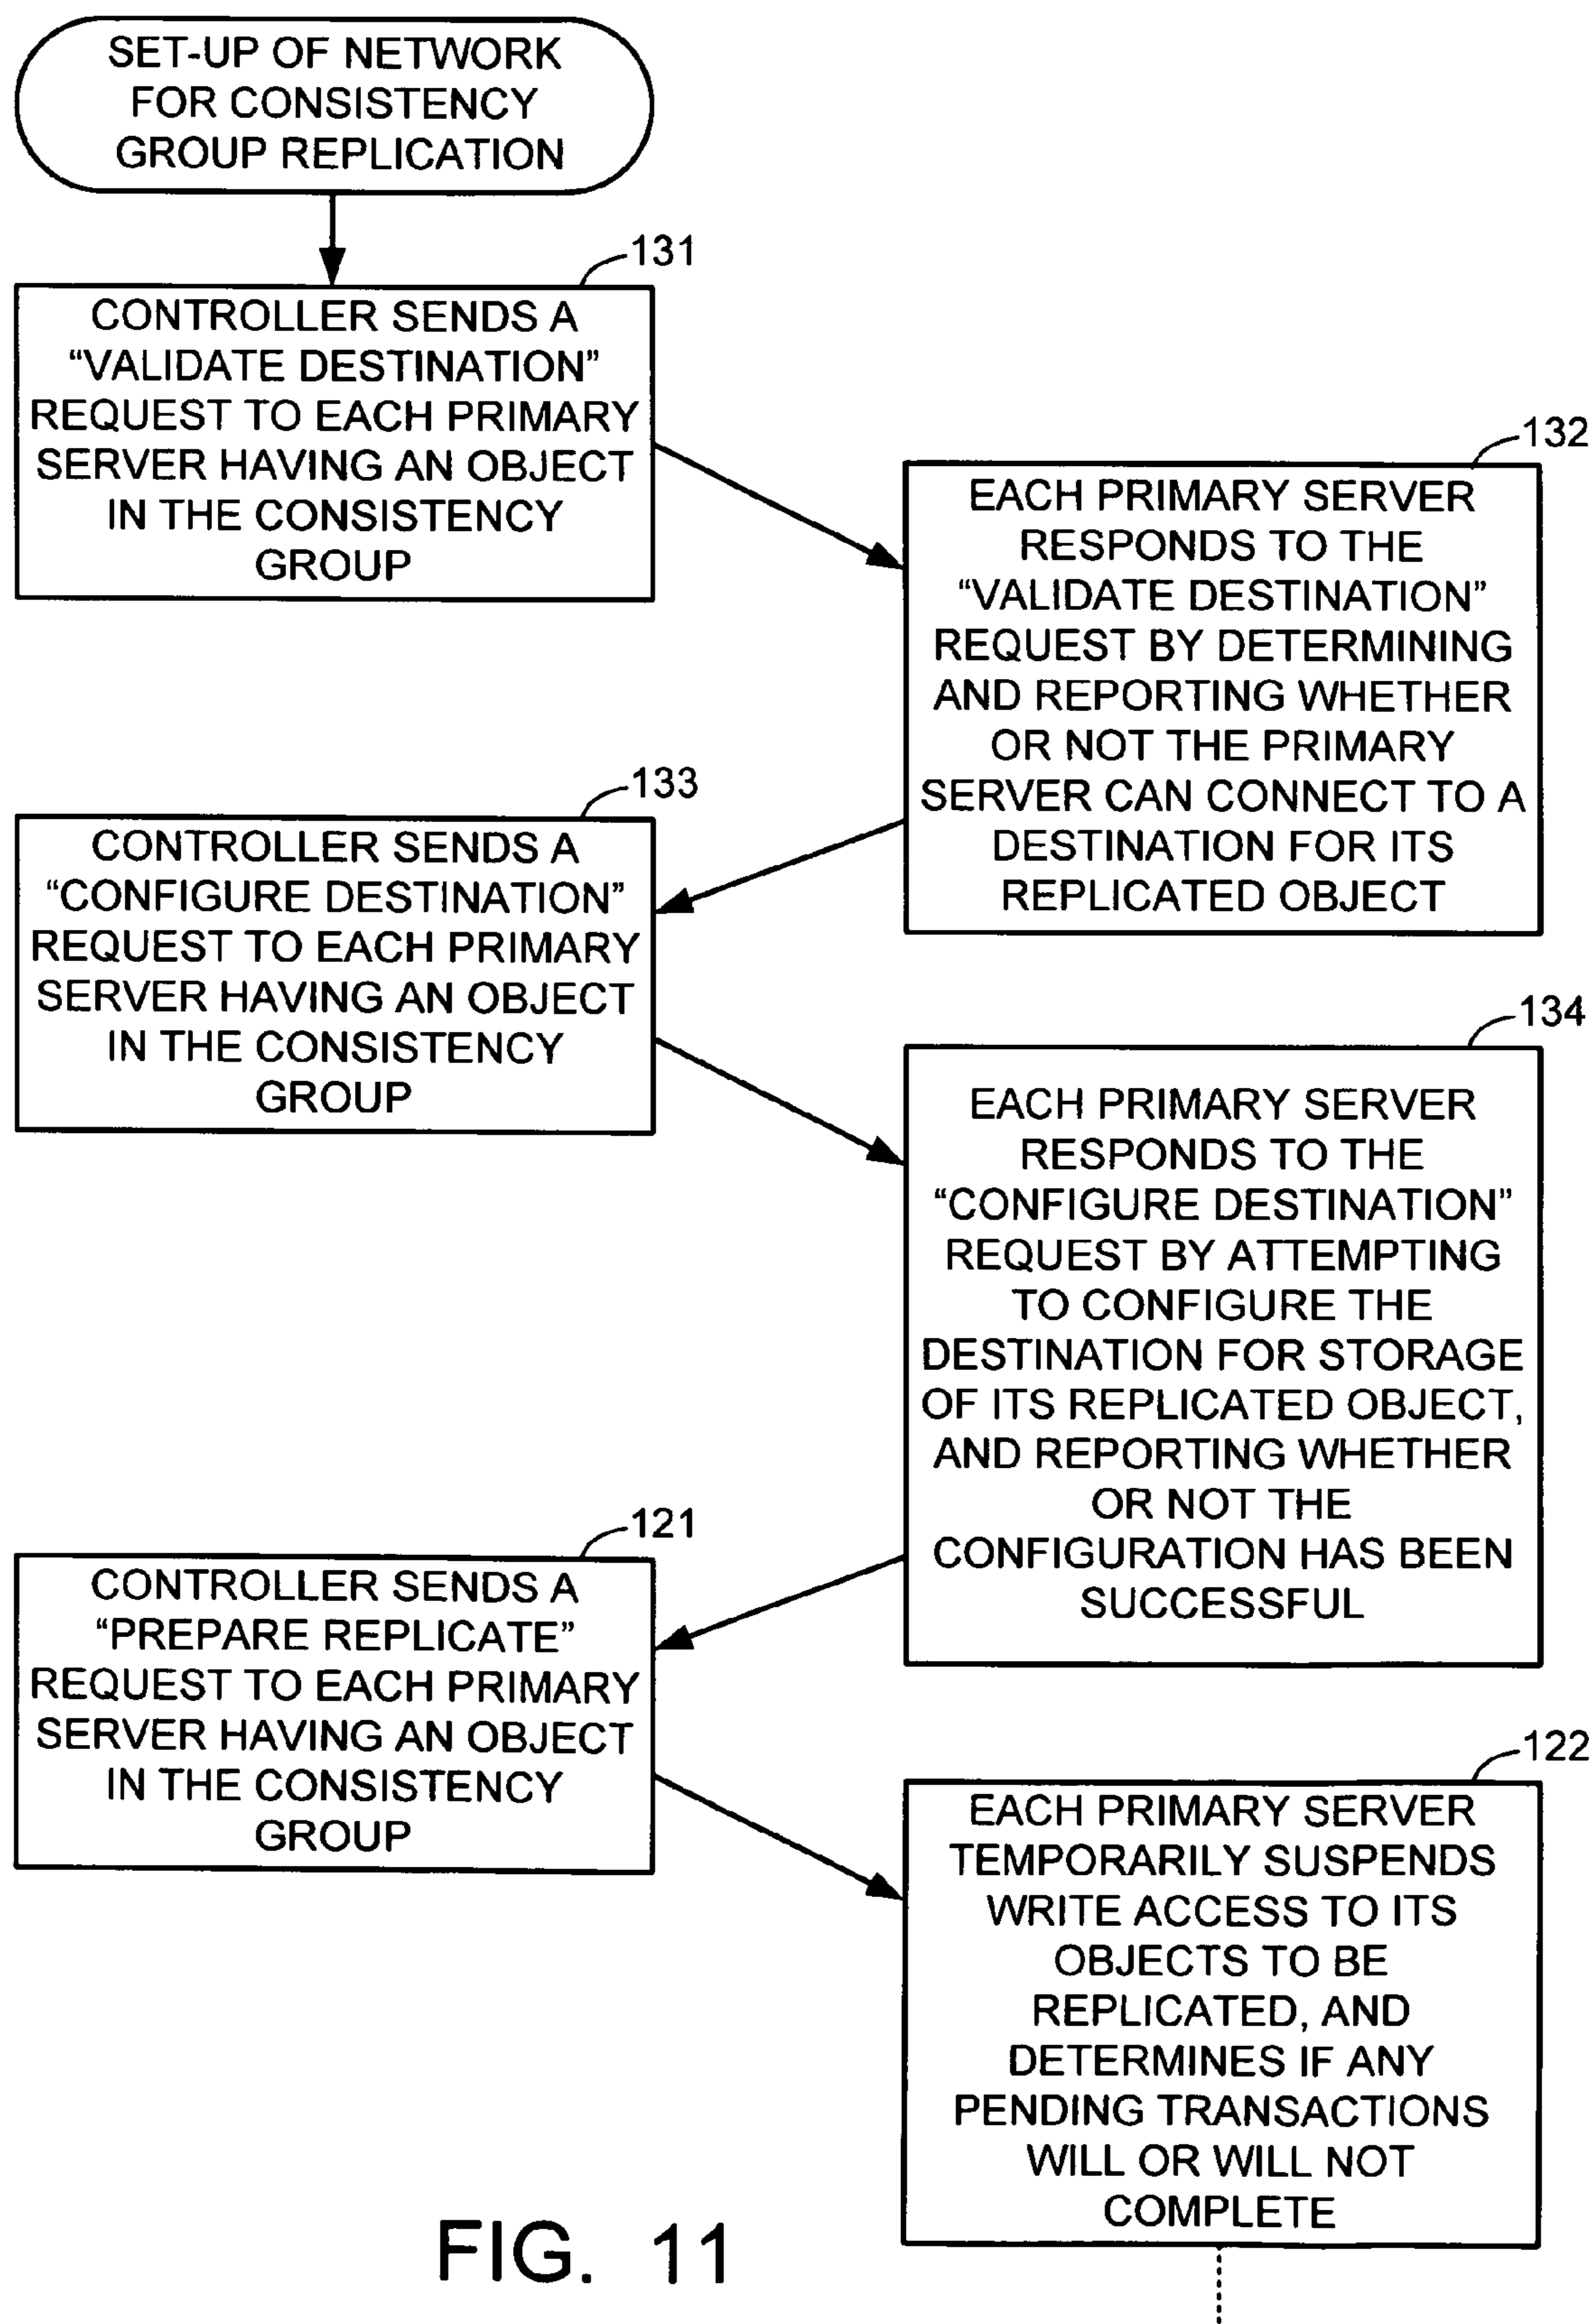 SET-UP OF NETWORK
FOR CONSISTENCY
GROUP REPLICATION
131
CONTROLLER SENDS A
“VALIDATE DESTINATION”
REQUEST TO EACH PRIMARY
SERVER HAVING AN OBJECT
IN THE CONSISTENCY
GROUP
132
EACH PRIMARY SERVER
RESPONDS TO THE
“VALIDATE DESTINATION”
REQUEST BY DETERMINING
AND REPORTING WHETHER
OR NOT THE PRIMARY
SERVER CAN CONNECT TO A
DESTINATION FOR ITS
REPLICATED OBJECT
133
CONTROLLER SENDS A
“CONFIGURE DESTINATION”
REQUEST TO EACH PRIMARY
SERVER HAVING AN OBJECT
IN THE CONSISTENCY
GROUP
134
EACH PRIMARY SERVER
RESPONDS TO THE
“CONFIGURE DESTINATION”
REQUEST BY ATTEMPTING
TO CONFIGURE THE
DESTINATION FOR STORAGE
OF ITS REPLICATED OBJECT,
AND REPORTING WHETHER
OR NOT THE
CONFIGURATION HAS BEEN
SUCCESSFUL
121
CONTROLLER SENDS A
“PREPARE REPLICATE”
REQUEST TO EACH PRIMARY
SERVER HAVING AN OBJECT
IN THE CONSISTENCY
GROUP
122
EACH PRIMARY SERVER
TEMPORARILY SUSPENDS
WRITE ACCESS TO ITS
OBJECTS TO BE
REPLICATED, AND
DETERMINES IF ANY
PENDING TRANSACTIONS
WILL OR WILL NOT
COMPLETE
FIG. 11